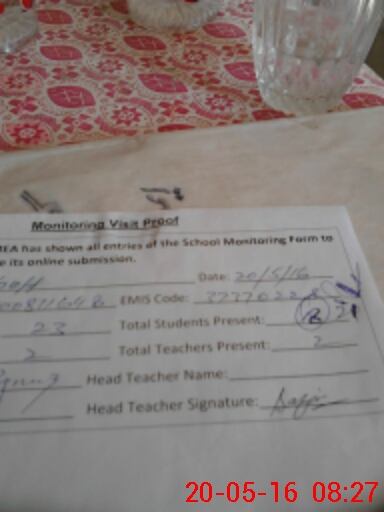 Monitoring Visit Proof
MEA has shown all entries of the School Monitoring Form to
e its online submission.
Date: 20/5/16
EMIS Code:
23 Total Students Present: 21
2 Total Teachers Present: 2
Head Teacher Name:
Head Teacher Signature:
20-05-16 08:27